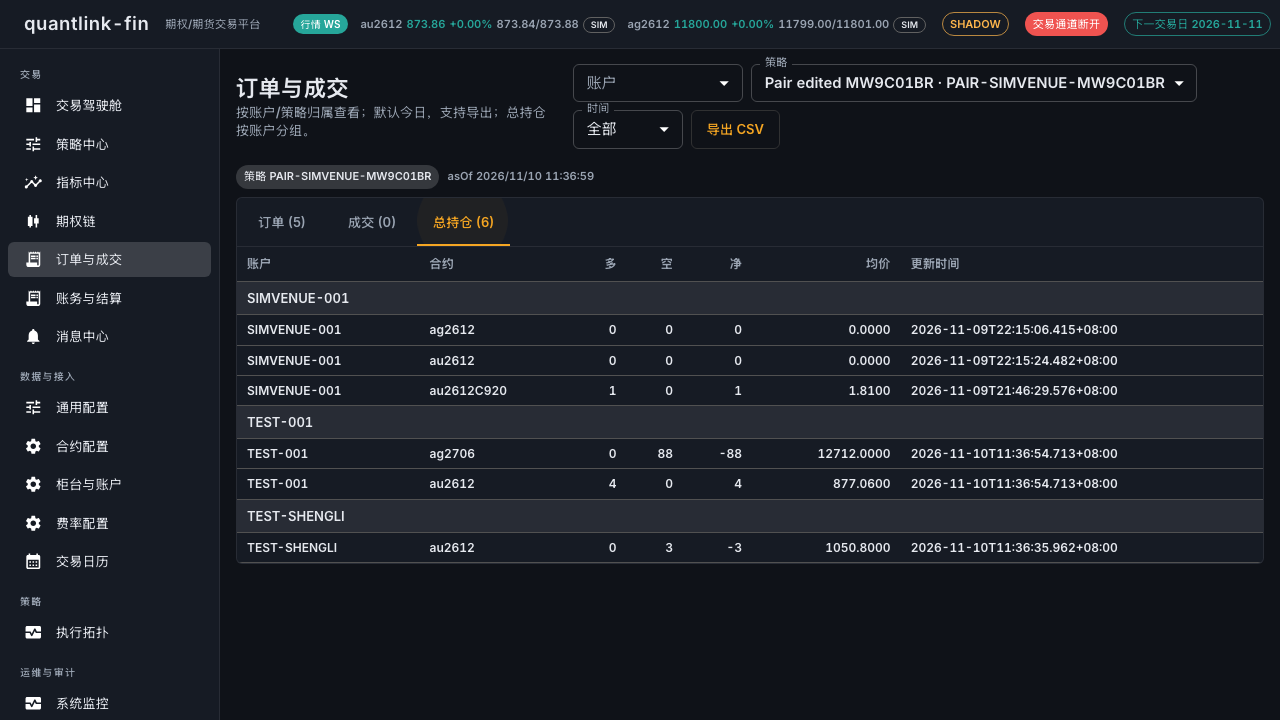 quantlink-fin 期权/期货交易平台 行情 WS au2612 873.86 +0.00% 873.84/873.88 SIM ag2612 11800.00 +0.00% 11799.00/11801.00 SIM SHADOW 交易通道断开 下一交易日 2026-11-11
交易
交易驾驶舱
策略中心
指标中心
期权链
订单与成交
账务与结算
消息中心
数据与接入
通用配置
合约配置
柜台与账户
费率配置
交易日历
策略
执行拓扑
运维与审计
系统监控
订单与成交
按账户/策略归属查看；默认今日，支持导出；总持仓
按账户分组。
账户
策略
Pair edited MW9C01BR · PAIR-SIMVENUE-MW9C01BR
时间
全部
导出 CSV
策略 PAIR-SIMVENUE-MW9C01BR asOf 2026/11/10 11:36:59
订单 (5) 成交 (0) 总持仓 (6)
账户 合约 多 空 净 均价 更新时间
SIMVENUE-001
SIMVENUE-001 ag2612 0 0 0 0.0000 2026-11-09T22:15:06.415+08:00
SIMVENUE-001 au2612 0 0 0 0.0000 2026-11-09T22:15:24.482+08:00
SIMVENUE-001 au2612C920 1 0 1 1.8100 2026-11-09T21:46:29.576+08:00
TEST-001
TEST-001 ag2706 0 88 -88 12712.0000 2026-11-10T11:36:54.713+08:00
TEST-001 au2612 4 0 4 877.0600 2026-11-10T11:36:54.713+08:00
TEST-SHENGLI
TEST-SHENGLI au2612 0 3 -3 1050.8000 2026-11-10T11:36:35.962+08:00